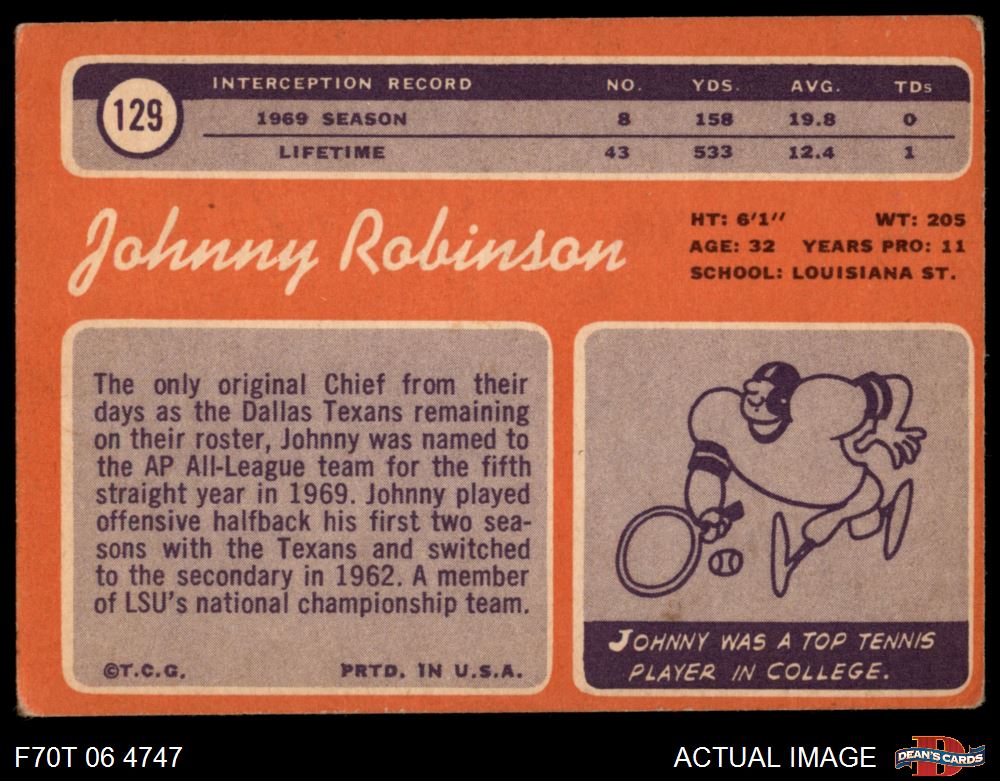 129
INTERCEPTION RECORD NO. YDS. AVG. TDs
1969 SEASON 8 158 19.8 0
LIFETIME 43 533 12.4 1
Johnny Robinson
HT: 6'1'' WT: 205
AGE: 32 YEARS PRO: 11
SCHOOL: LOUISIANA ST.
The only original Chief from their
days as the Dallas Texans remaining
on their roster, Johnny was named to
the AP All-League team for the fifth
straight year in 1969. Johnny played
offensive halfback his first two sea-
sons with the Texans and switched
to the secondary in 1962. A member
of LSU's national championship team.
©T.C.G. PRTD. IN U.S.A.
JOHNNY WAS A TOP TENNIS
PLAYER IN COLLEGE.
F70T 06 4747
ACTUAL IMAGE
D
DEAN'S CARDS